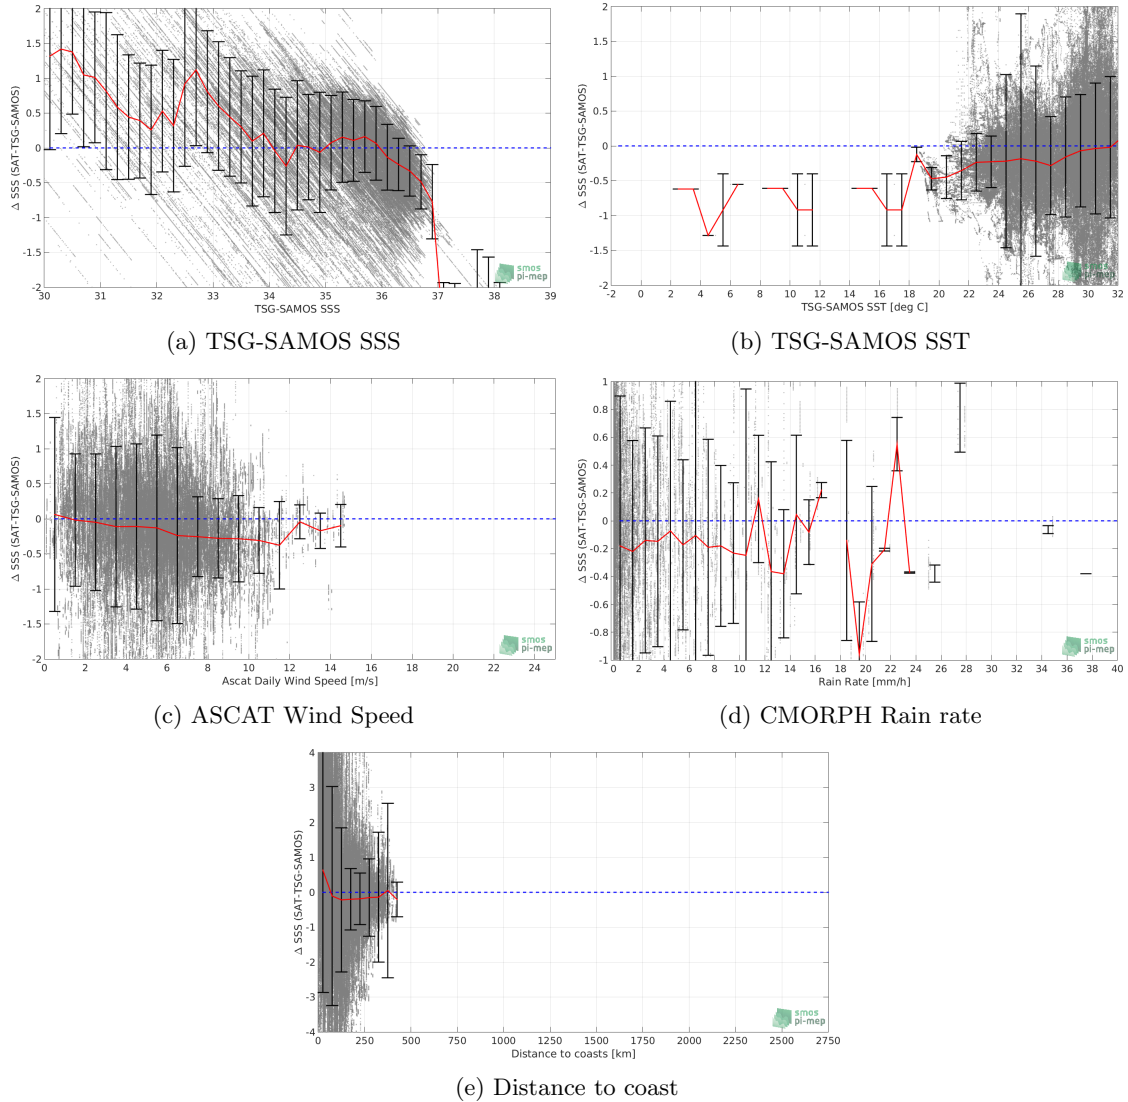 2
1.5
1
0.5
0
-0.5
-1
-1.5
-2
Δ SSS (SAT-TSG-SAMOS)
30 31 32 33 34 35 36 37 38 39
TSG-SAMOS SSS
smos
pi-mep
(a) TSG-SAMOS SSS
2
1.5
1
0.5
0
-0.5
-1
-1.5
-2
Δ SSS (SAT-TSG-SAMOS)
-2 0 2 4 6 8 10 12 14 16 18 20 22 24 26 28 30 32
TSG-SAMOS SST [deg C]
smos
pi-mep
(b) TSG-SAMOS SST
2
1.5
1
0.5
0
-0.5
-1
-1.5
-2
Δ SSS (SAT-TSG-SAMOS)
0 2 4 6 8 10 12 14 16 18 20 22 24
Ascat Daily Wind Speed [m/s]
smos
pi-mep
(c) ASCAT Wind Speed
1
0.8
0.6
0.4
0.2
0
-0.2
-0.4
-0.6
-0.8
-1
Δ SSS (SAT-TSG-SAMOS)
0 2 4 6 8 10 12 14 16 18 20 22 24 26 28 30 32 34 36 38 40
Rain Rate [mm/h]
smos
pi-mep
(d) CMORPH Rain rate
4
3
2
1
0
-1
-2
-3
-4
Δ SSS (SAT-TSG-SAMOS)
0 250 500 750 1000 1250 1500 1750 2000 2250 2500 2750
Distance to coasts [km]
smos
pi-mep
(e) Distance to coast